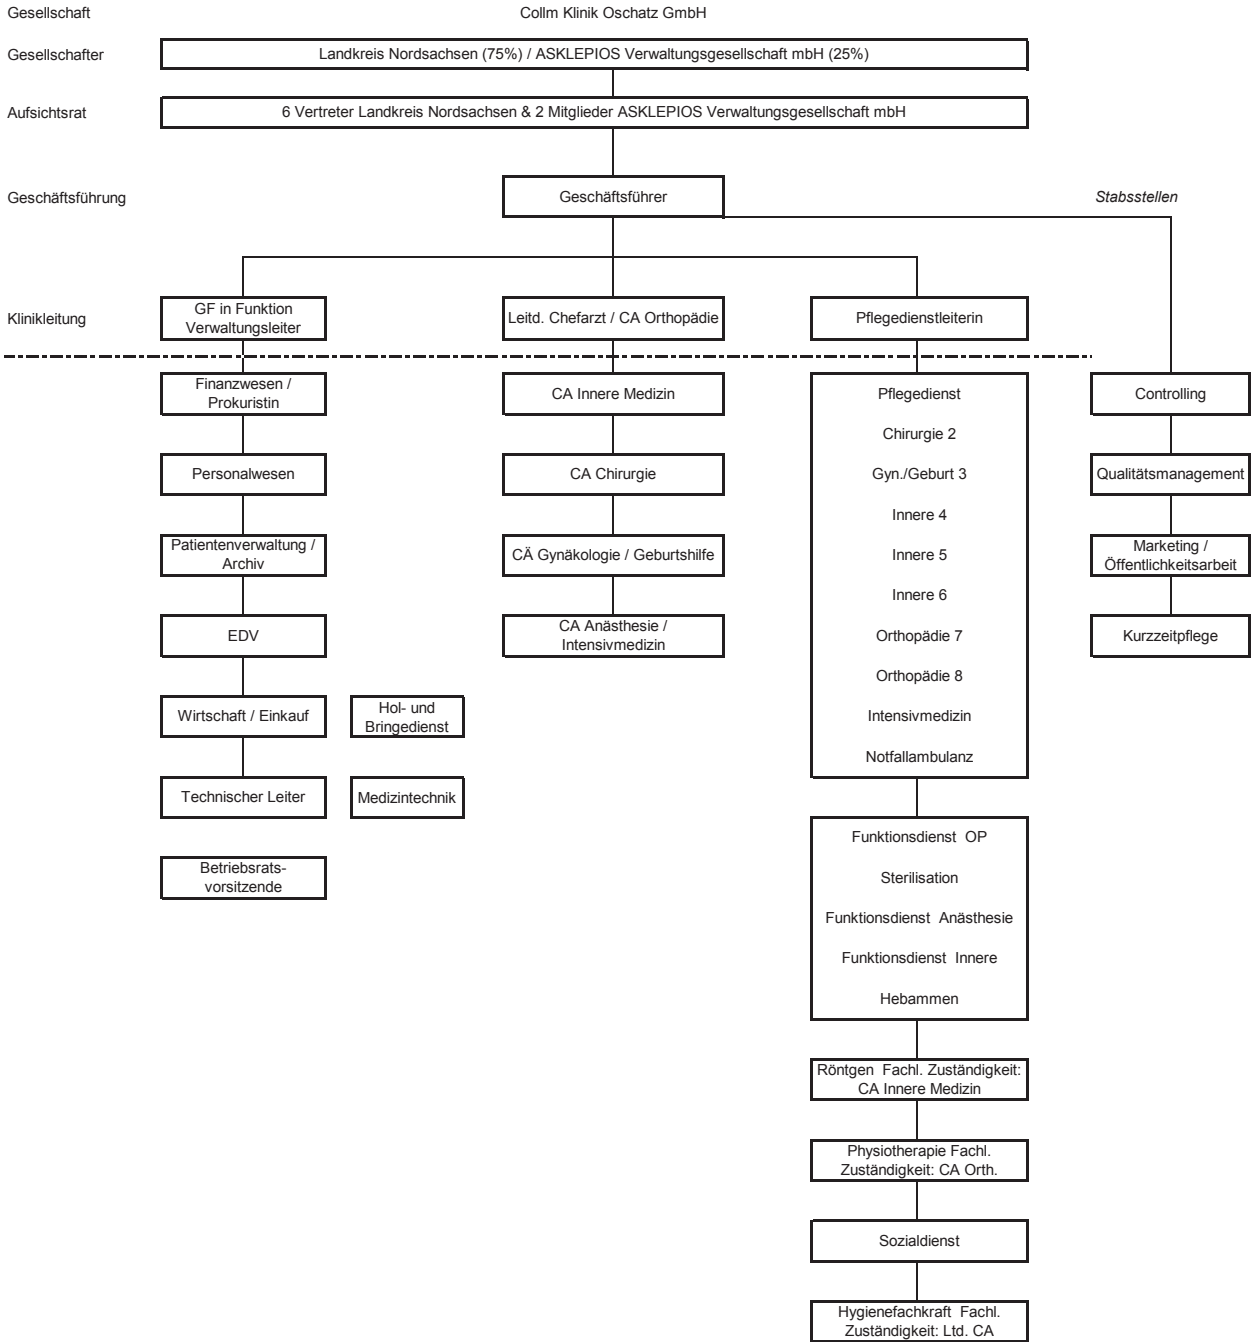 Gesellschaft
Collm Klinik Oschatz GmbH
Gesellschafter
Landkreis Nordsachsen (75%) / ASKLEPIOS Verwaltungsgesellschaft mbH (25%)
Aufsichtsrat
6 Vertreter Landkreis Nordsachsen & 2 Mitglieder ASKLEPIOS Verwaltungsgesellschaft mbH
Geschäftsführung
Geschäftsführer
Stabsstellen
Klinikleitung
GF in Funktion
Verwaltungsleiter
Leitd. Chefarzt / CA Orthopädie
Pflegedienstleiterin
Finanzwesen /
Prokuristin
Personalwesen
Patientenverwaltung /
Archiv
EDV
Wirtschaft / Einkauf
Hol- und
Bringedienst
Technischer Leiter
Medizintechnik
Betriebsrats-
vorsitzende
CA Innere Medizin
CA Chirurgie
CÄ Gynäkologie / Geburtshilfe
CA Anästhesie /
Intensivmedizin
Pflegedienst
Chirurgie 2
Gyn./Geburt 3
Innere 4
Innere 5
Innere 6
Orthopädie 7
Orthopädie 8
Intensivmedizin
Notfallambulanz
Funktionsdienst OP
Sterilisation
Funktionsdienst Anästhesie
Funktionsdienst Innere
Hebammen
Röntgen Fachl. Zuständigkeit:
CA Innere Medizin
Physiotherapie Fachl.
Zuständigkeit: CA Orth.
Sozialdienst
Hygienefachkraft Fachl.
Zuständigkeit: Ltd. CA
Controlling
Qualitätsmanagement
Marketing /
Öffentlichkeitsarbeit
Kurzzeitpflege